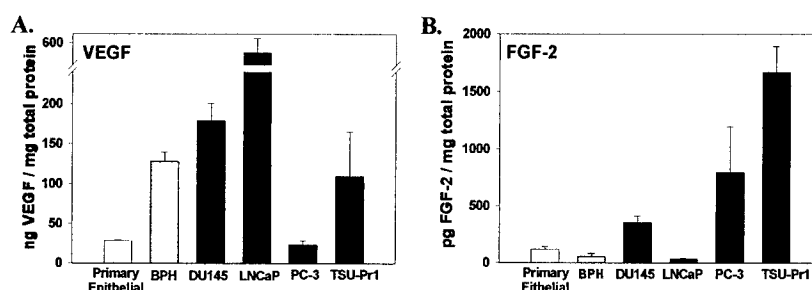 A.
VEGF
ng VEGF / mg total protein
600
200
150
100
50
0
Primary
Epithelial
BPH
DU145
LNCaP
PC-3
TSU-Pr1
B.
FGF-2
pg FGF-2 / mg total protein
2000
1500
1000
500
0
Primary
Eithelial
BPH
DU145
LNCaP
PC-3
TSU-Pr1